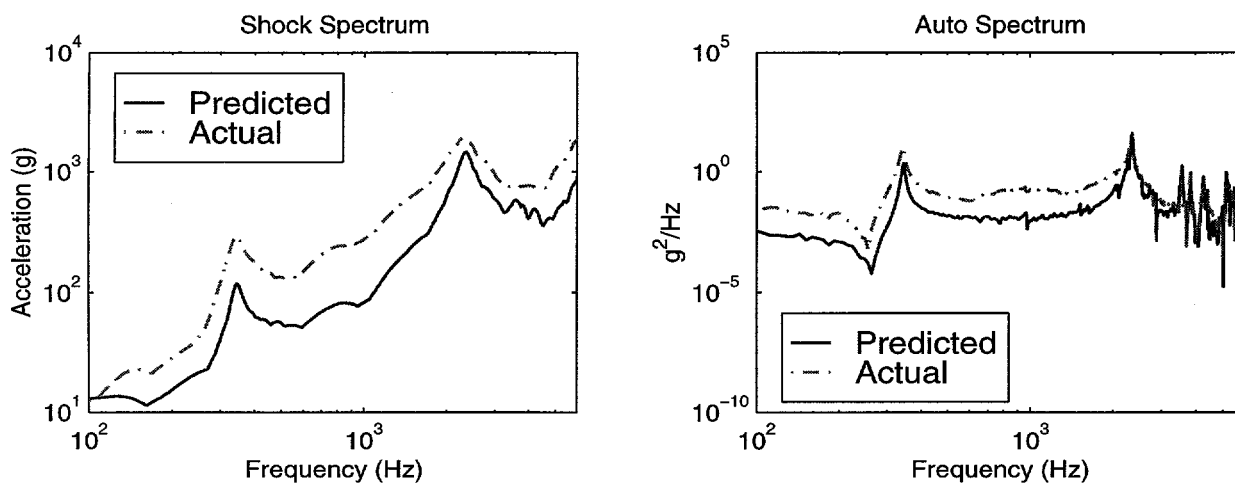 Shock Spectrum
10^4
10^3
10^2
10^1
Acceleration (g)
Predicted
Actual
10^2
10^3
Frequency (Hz)
Auto Spectrum
10^5
10^0
10^-5
10^-10
g^2/Hz
Predicted
Actual
10^2
10^3
Frequency (Hz)